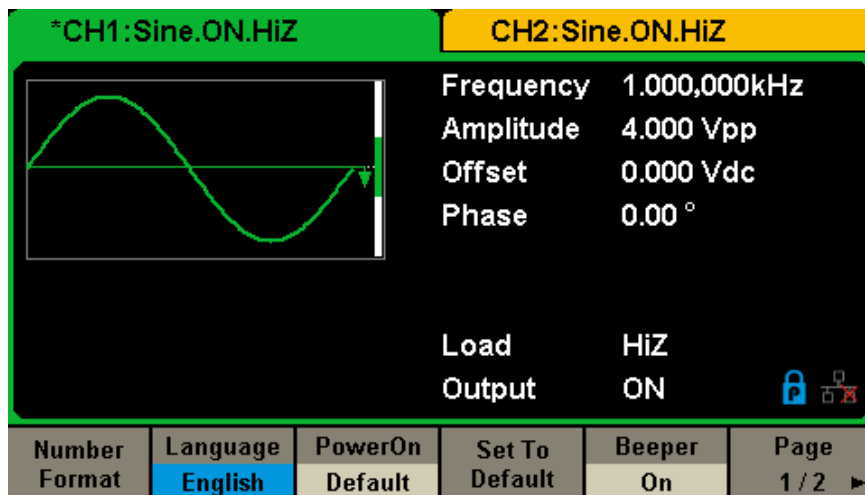 *CH1:Sine.ON.HiZ
CH2:Sine.ON.HiZ
Frequency 1.000,000kHz
Amplitude 4.000 Vpp
Offset 0.000 Vdc
Phase 0.00 °
Load HiZ
Output ON
P
Number Format
Language English
PowerOn Default
Set To Default
Beeper On
Page 1/2